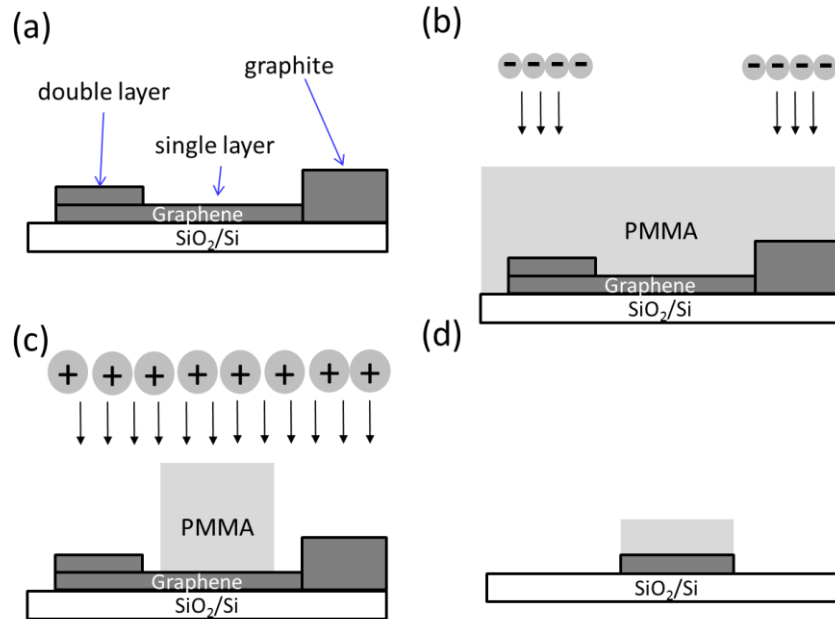 (a)
double layer
single layer
graphite
Graphene
SiO₂/Si
(b)
- - - -
- - - -
PMMA
Graphene
SiO₂/Si
(c)
+ + + + + + + +
PMMA
Graphene
SiO₂/Si
(d)
SiO₂/Si